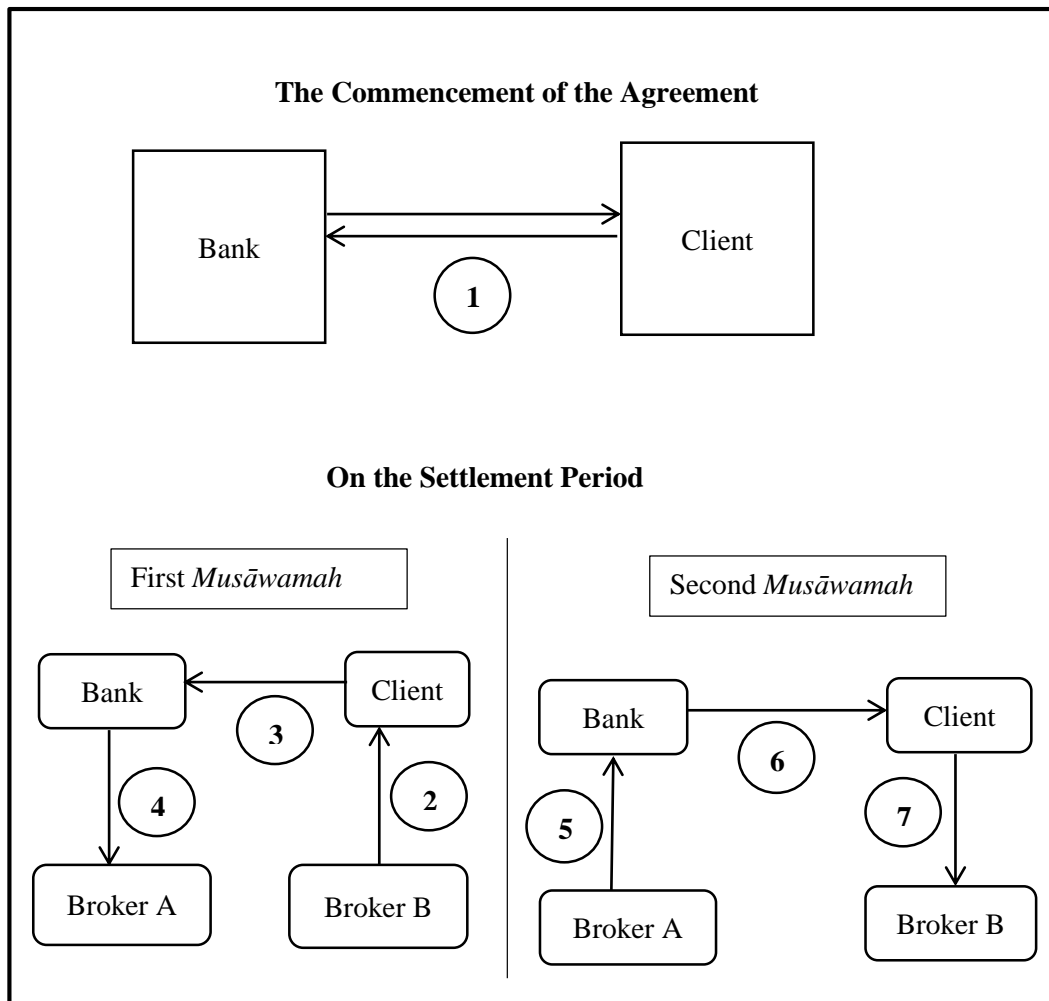 The Commencement of the Agreement
Bank
Client
1
On the Settlement Period
First Musāwamah
Bank
Client
3
4
2
Broker A
Broker B
Second Musāwamah
Bank
Client
6
5
7
Broker A
Broker B